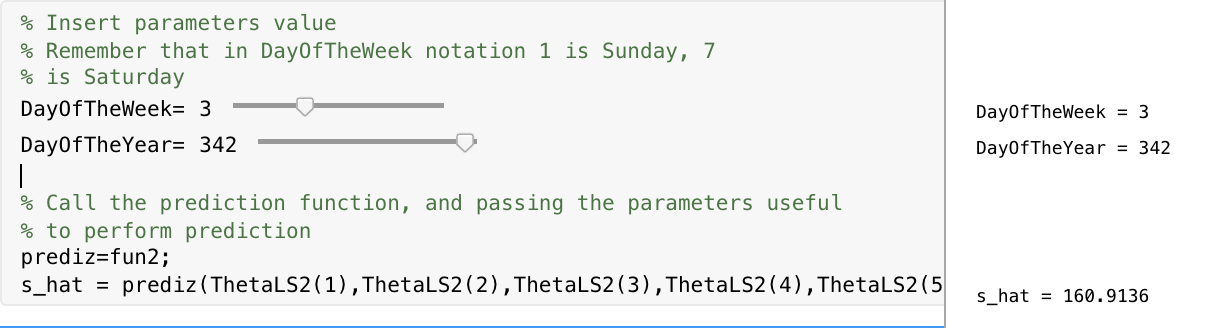 % Insert parameters value
% Remember that in DayOfTheWeek notation 1 is Sunday, 7
% is Saturday
DayOfTheWeek= 3
DayOfTheYear= 342
% Call the prediction function, and passing the parameters useful
% to perform prediction
prediz=fun2;
s_hat = prediz(ThetaLS2(1),ThetaLS2(2),ThetaLS2(3),ThetaLS2(4),ThetaLS2(5
DayOfTheWeek = 3
DayOfTheYear = 342
s_hat = 160.9136